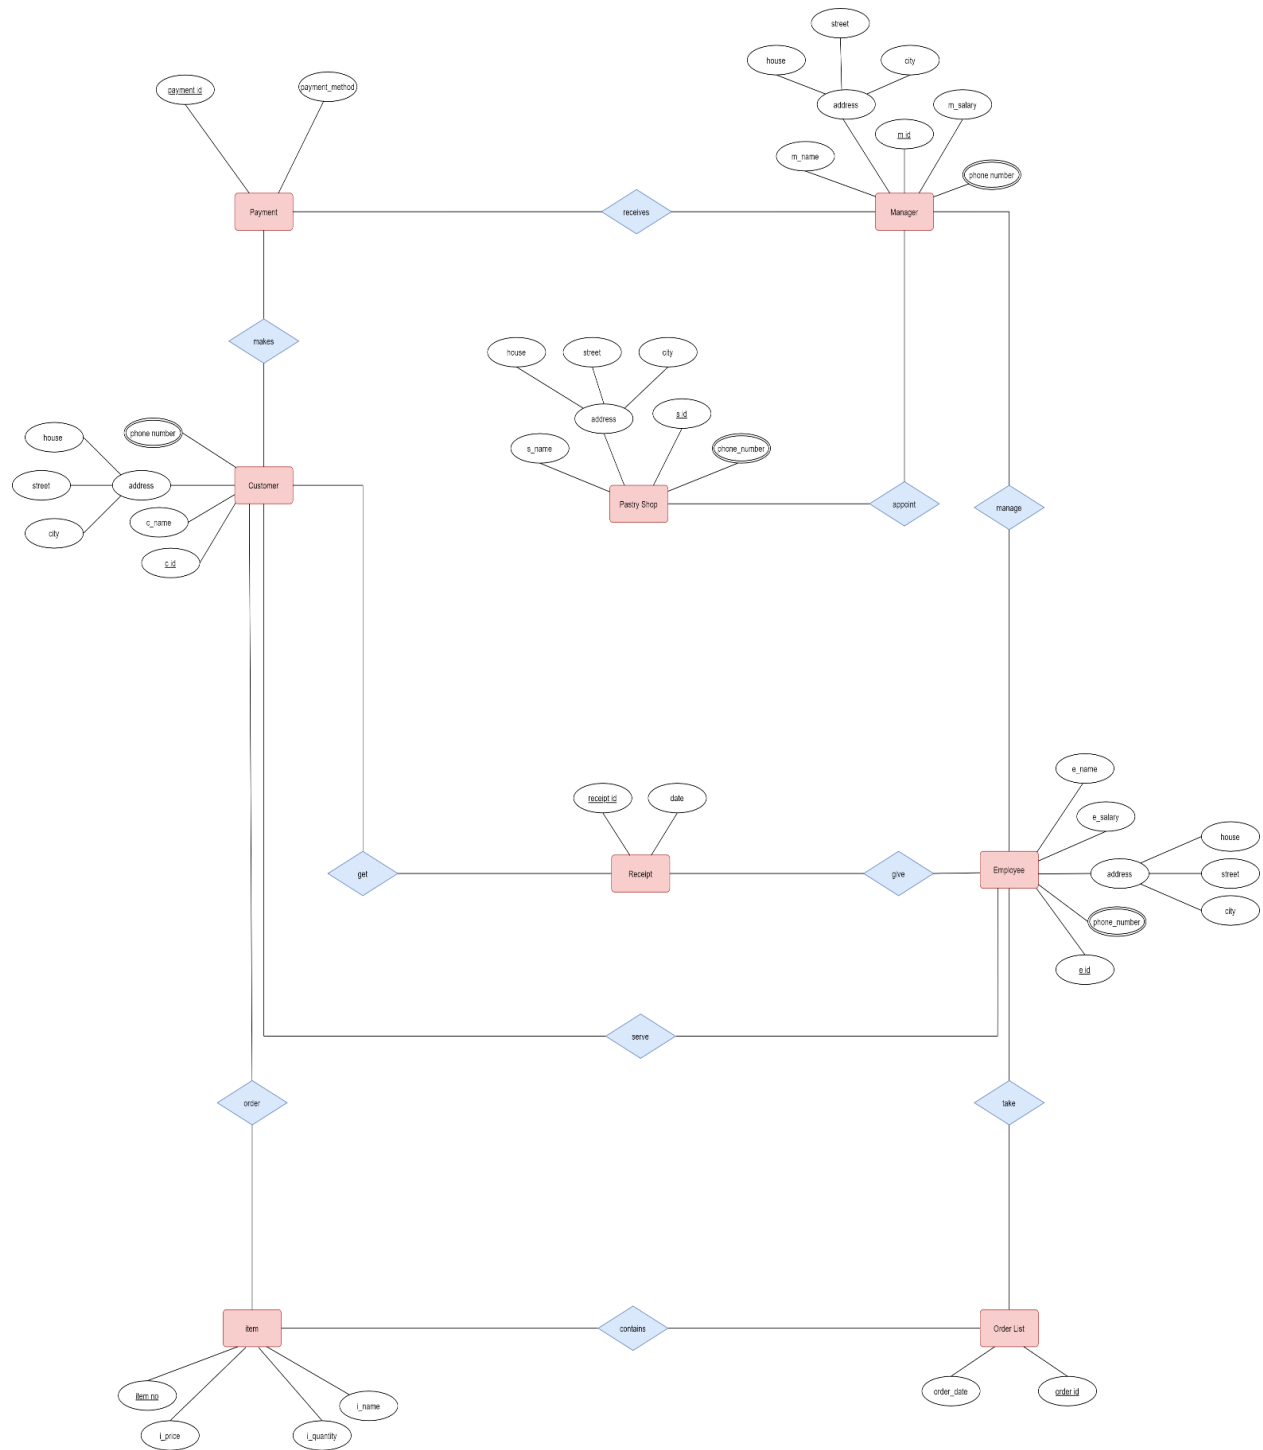 street
house
city
payment id
payment_method
address
m_salary
m id
m_name
phone number
Payment
receives
Manager
makes
house
street
city
s id
address
phone number
house
s_name
phone_number
street
address
Customer
Pastry Shop
appoint
manage
c_name
city
c id
e_name
receipt id
date
e_salary
house
get
Receipt
give
Employee
address
street
city
phone_number
e id
serve
order
take
item
contains
Order List
item no
i_name
order_date
order id
i_price
i_quantity